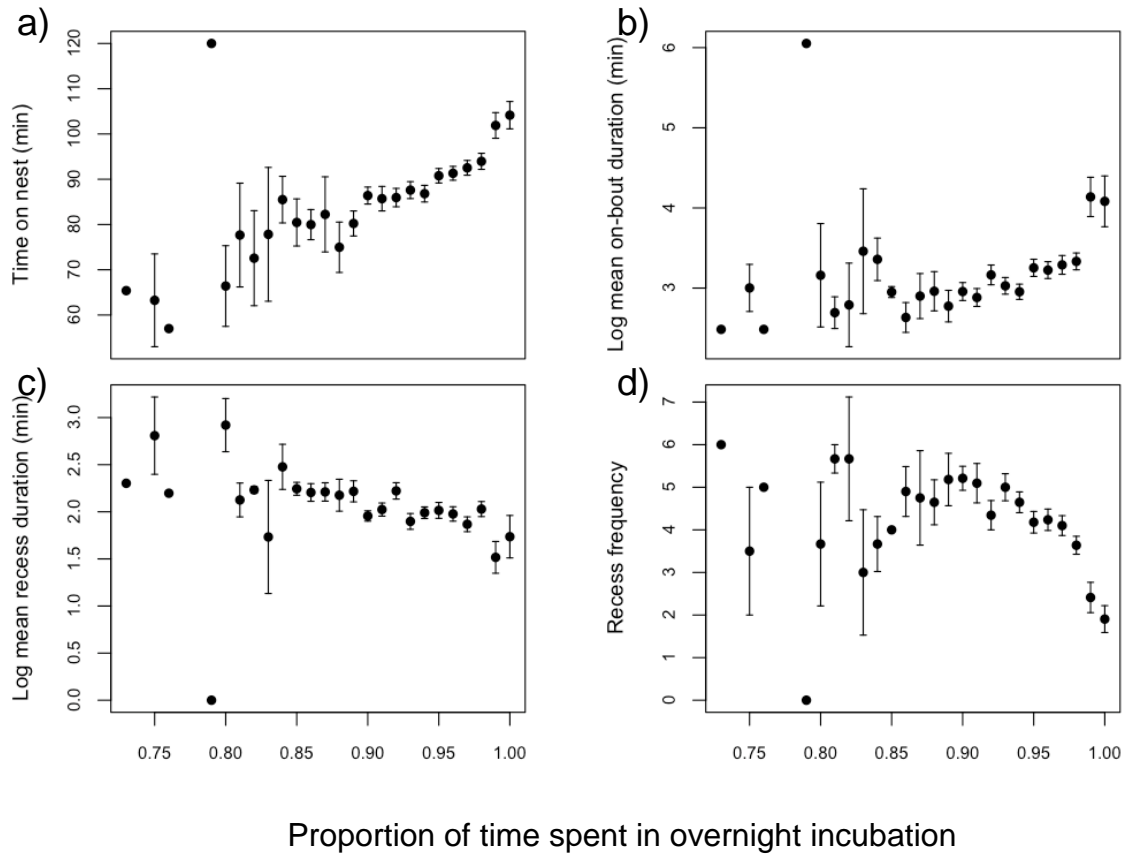 a)
Time on nest (min)
120
110
100
90
80
70
60
b)
Log mean on-bout duration (min)
6
5
4
3
c)
Log mean recess duration (min)
3.0
2.5
2.0
1.5
1.0
0.5
0.0
0.75 0.80 0.85 0.90 0.95 1.00
d)
Recess frequency
7
6
5
4
3
2
1
0
0.75 0.80 0.85 0.90 0.95 1.00
Proportion of time spent in overnight incubation